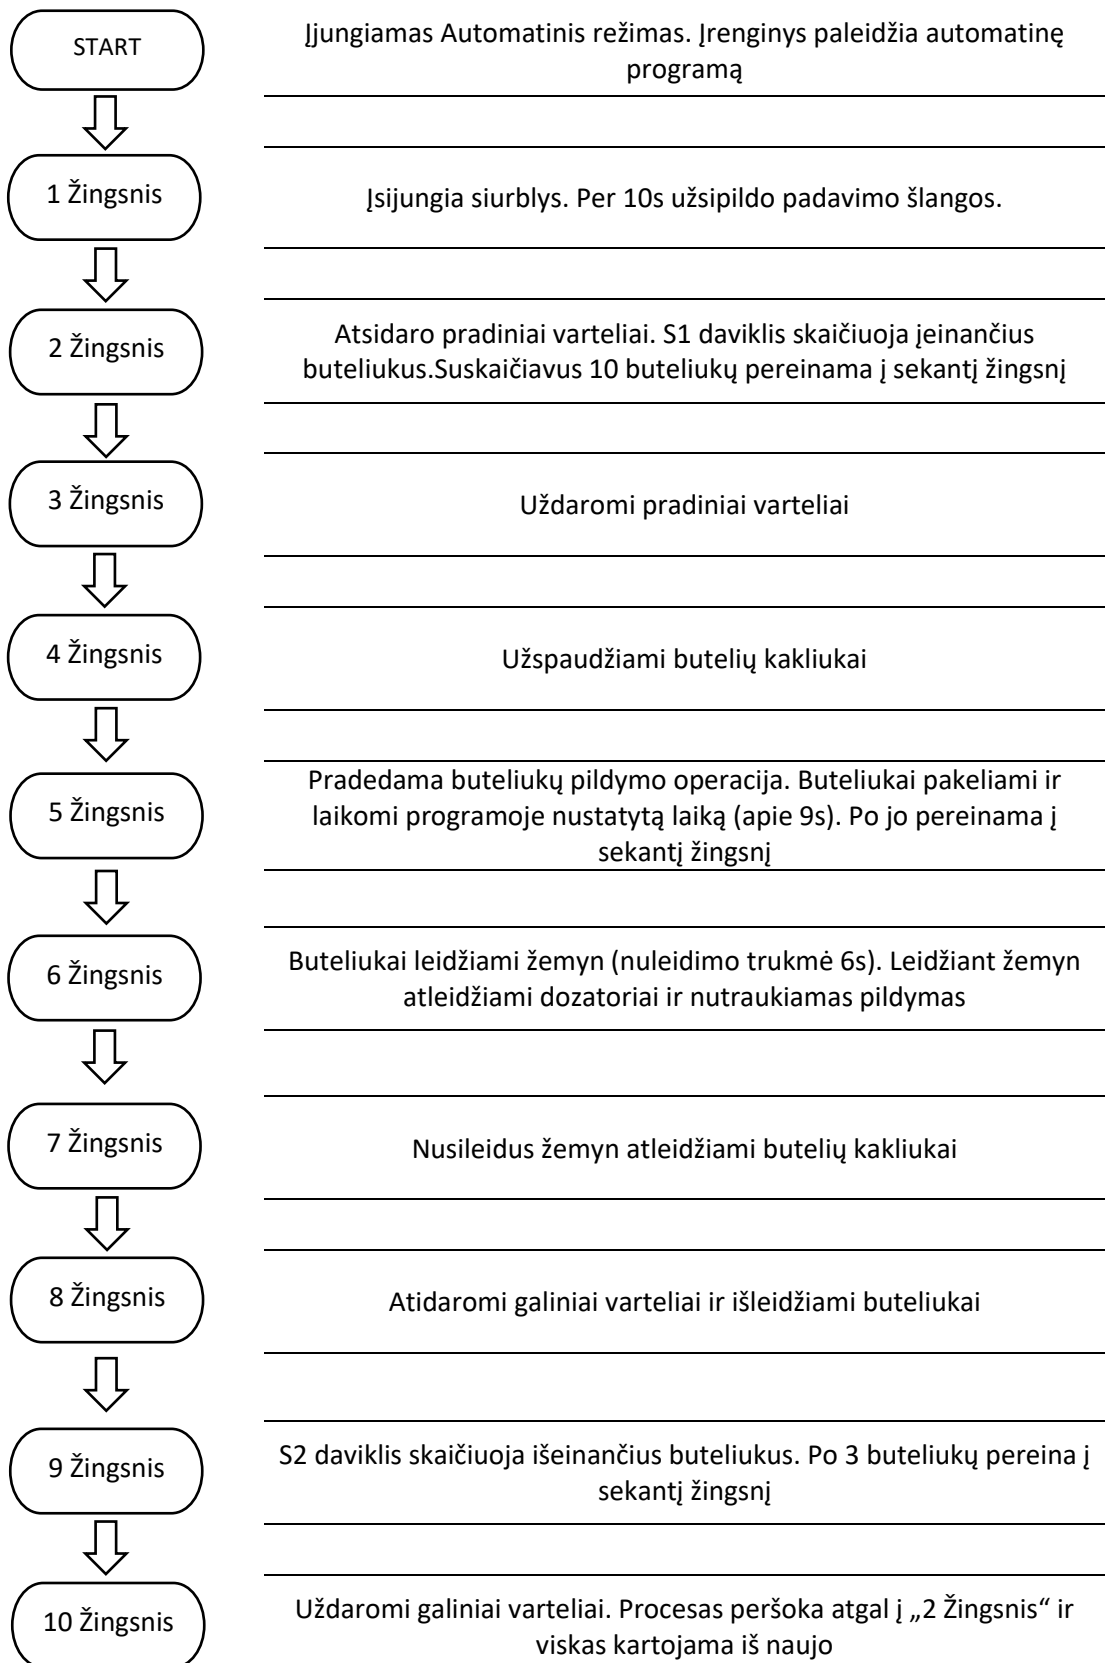 START
Įjungiamas Automatinis režimas. Įrenginys paleidžia automatinę
programą
1 Žingsnis
Įsijungia siurblys. Per 10s užsipildo padavimo šlangos.
2 Žingsnis
Atsidaro pradiniai varteliai. S1 daviklis skaičiuoja įeinančius
buteliukus.Suskaičiavus 10 buteliukų pereinama į sekantį žingsnį
3 Žingsnis
Uždaromi pradiniai varteliai
4 Žingsnis
Užspaudžiami butelių kakliukai
5 Žingsnis
Pradedama buteliukų pildymo operacija. Buteliukai pakeliami ir
laikomi programoje nustatytą laiką (apie 9s). Po jo pereinama į
sekantį žingsnį
6 Žingsnis
Buteliukai leidžiami žemyn (nuleidimo trukmė 6s). Leidžiant žemyn
atleidžiami dozatoriai ir nutraukiamas pildymas
7 Žingsnis
Nusileidus žemyn atleidžiami butelių kakliukai
8 Žingsnis
Atidaromi galiniai varteliai ir išleidžiami buteliukai
9 Žingsnis
S2 daviklis skaičiuoja išeinančius buteliukus. Po 3 buteliukų pereina į
sekantį žingsnį
10 Žingsnis
Uždaromi galiniai varteliai. Procesas peršoka atgal į „2 Žingsnis“ ir
viskas kartojama iš naujo